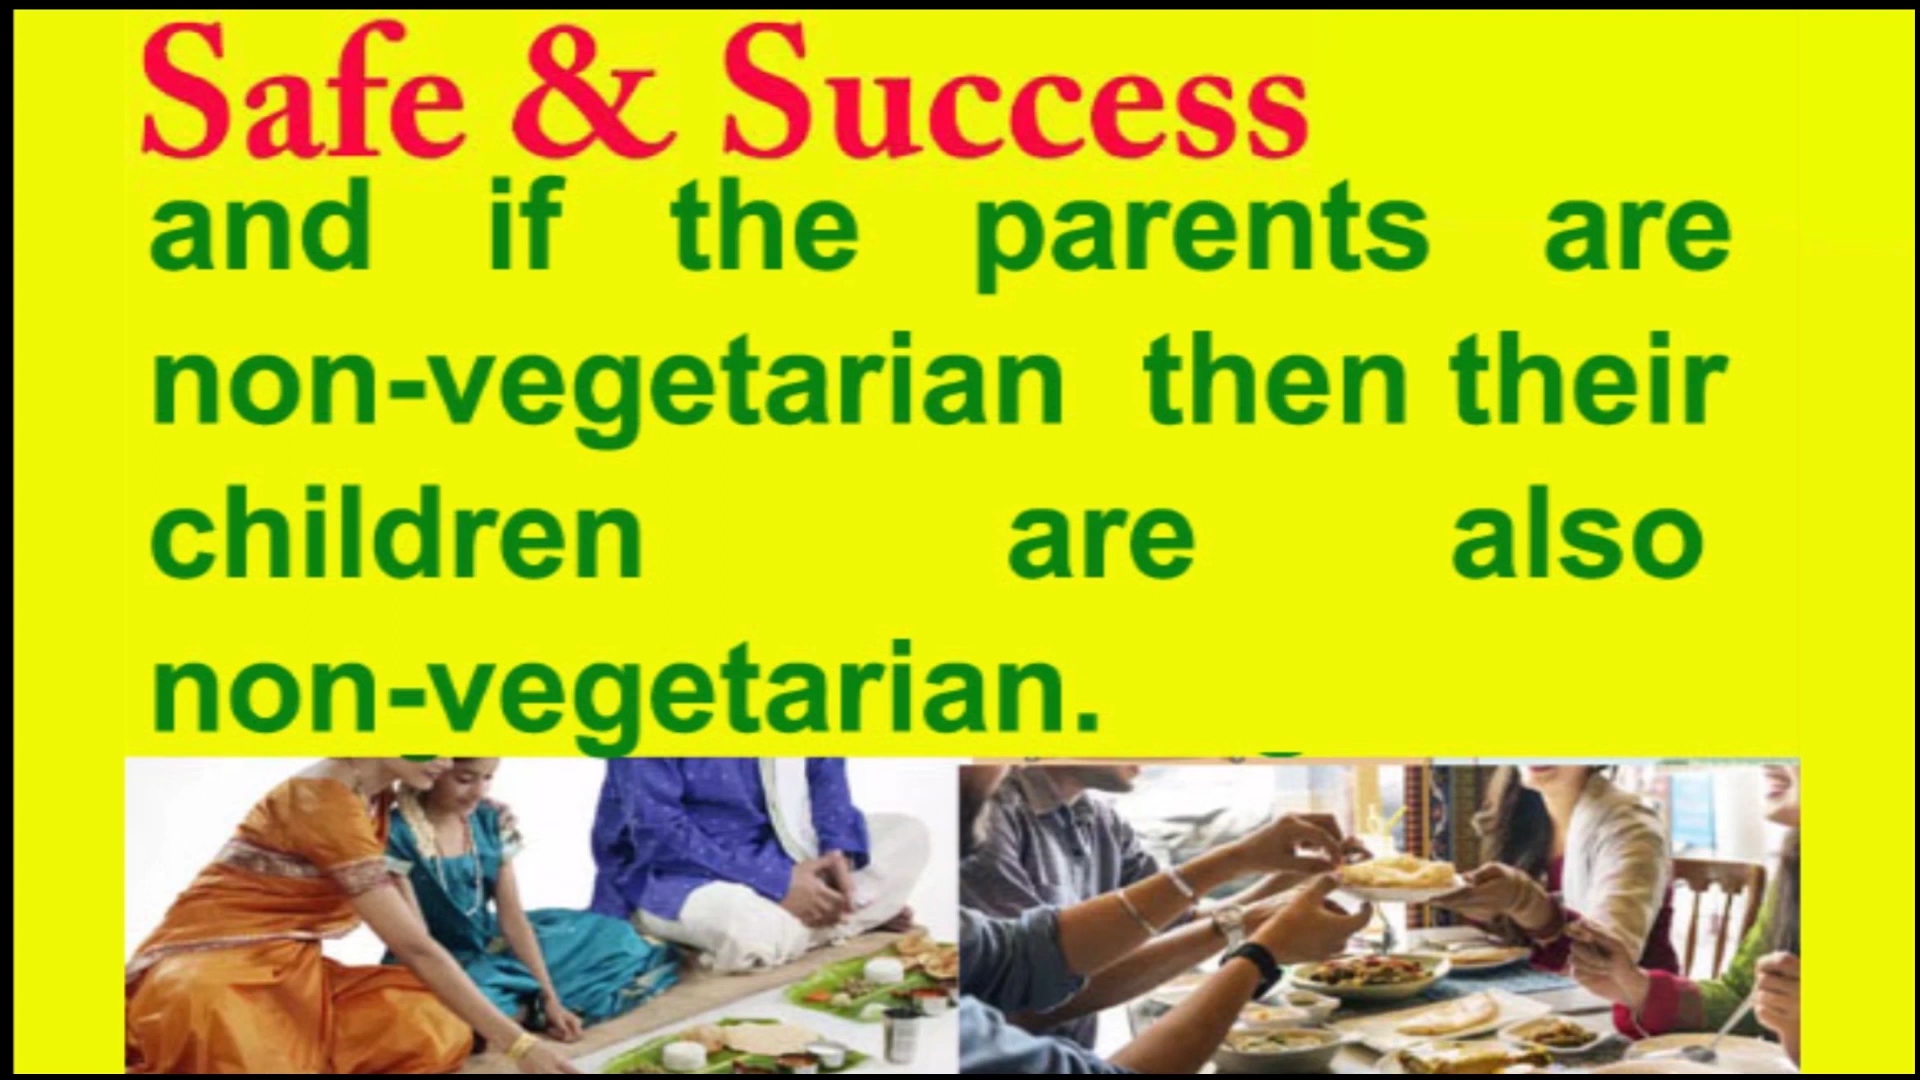 Safe & Success
and if the parents are
non-vegetarian then their
children are also
non-vegetarian.